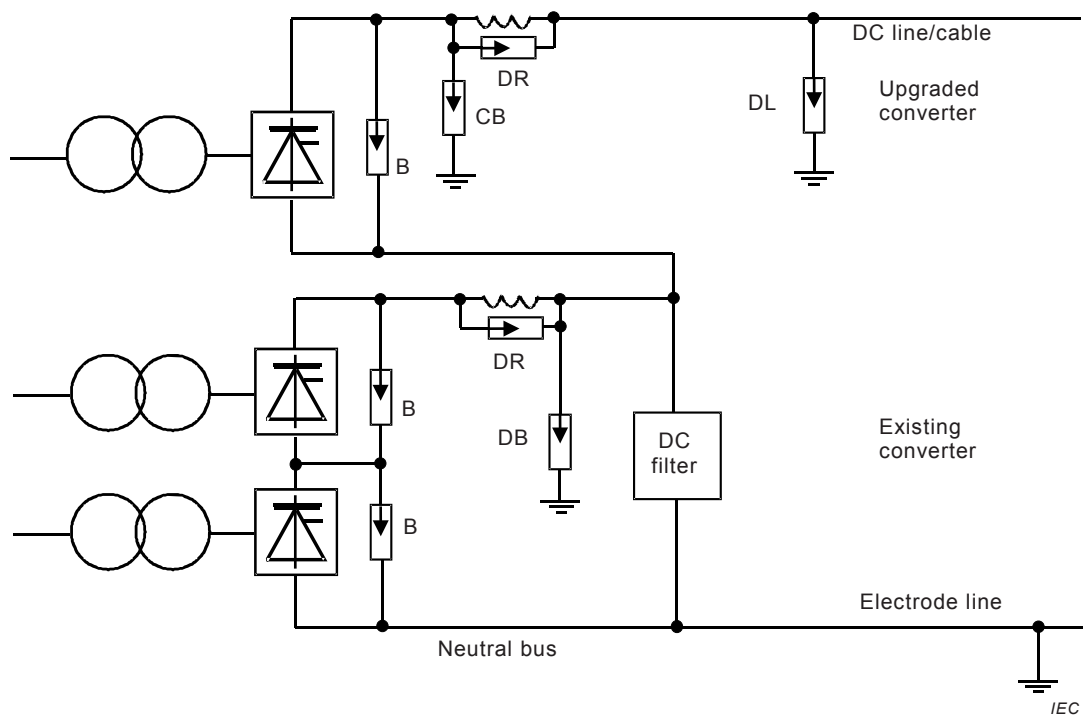 DC line/cable
DR
Upgraded
converter
CB
DL
B
DR
B
DB
DC
filter
Existing
converter
B
Electrode line
Neutral bus
IEC